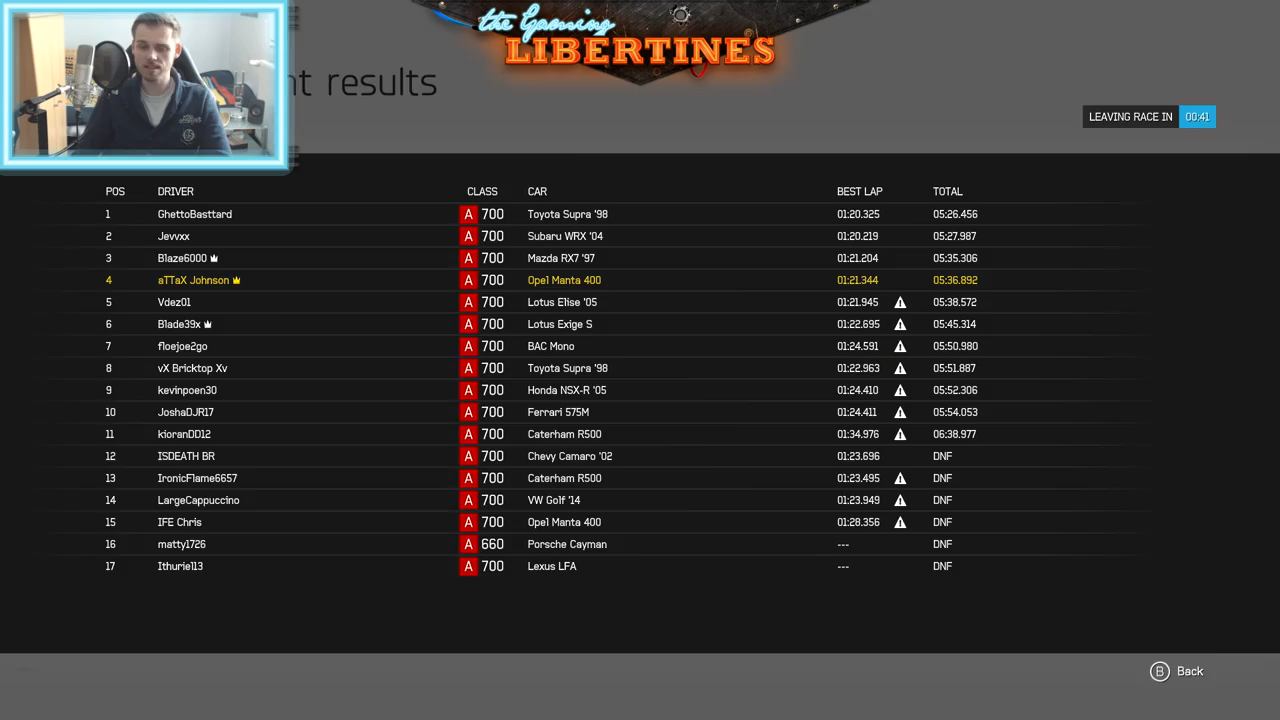 the Gaming
LIBERTINES
nt results
LEAVING RACE IN 00:41
POS DRIVER CLASS CAR BEST LAP TOTAL
1 GhettoBasttard A 700 Toyota Supra '98 01:20.325 05:26.456
2 Jevvxx A 700 Subaru WRX '04 01:20.219 05:27.987
3 Blaze6000 A 700 Mazda RX7 '97 01:21.204 05:35.306
4 aTTaX Johnson A 700 Opel Manta 400 01:21.344 05:36.892
5 Vdez01 A 700 Lotus Elise '05 01:21.945 05:38.572
6 Blade39x A 700 Lotus Exige S 01:22.695 05:45.314
7 floejoe2go A 700 BAC Mono 01:24.591 05:50.980
8 vX Bricktop Xv A 700 Toyota Supra '98 01:22.963 05:51.887
9 kevinpoen30 A 700 Honda NSX-R '05 01:24.410 05:52.306
10 JoshaDJR17 A 700 Ferrari 575M 01:24.411 05:54.053
11 kioranDD12 A 700 Caterham R500 01:34.976 06:38.977
12 ISDEATH BR A 700 Chevy Camaro '02 01:23.696 DNF
13 IronicFlame6657 A 700 Caterham R500 01:23.495 DNF
14 LargeCappuccino A 700 VW Golf '14 01:23.949 DNF
15 IFE Chris A 700 Opel Manta 400 01:28.356 DNF
16 matty1726 A 660 Porsche Cayman --- DNF
17 Ithuriel13 A 700 Lexus LFA --- DNF
B Back